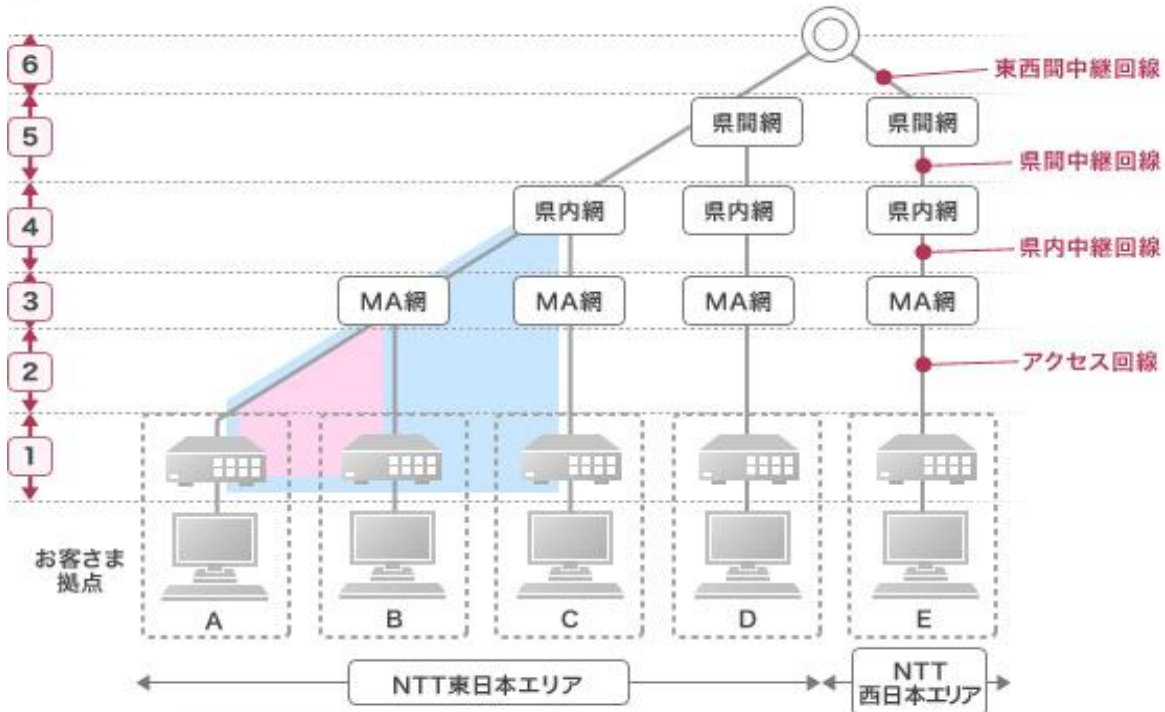 6
東西間中継回線
5
県間網
県間網
県間中継回線
4
県内網
県内網
県内網
県内中継回線
3
MA網
MA網
MA網
MA網
2
アクセス回線
1
お客さま
拠点
A
B
C
D
E
NTT東日本エリア
NTT
西日本エリア